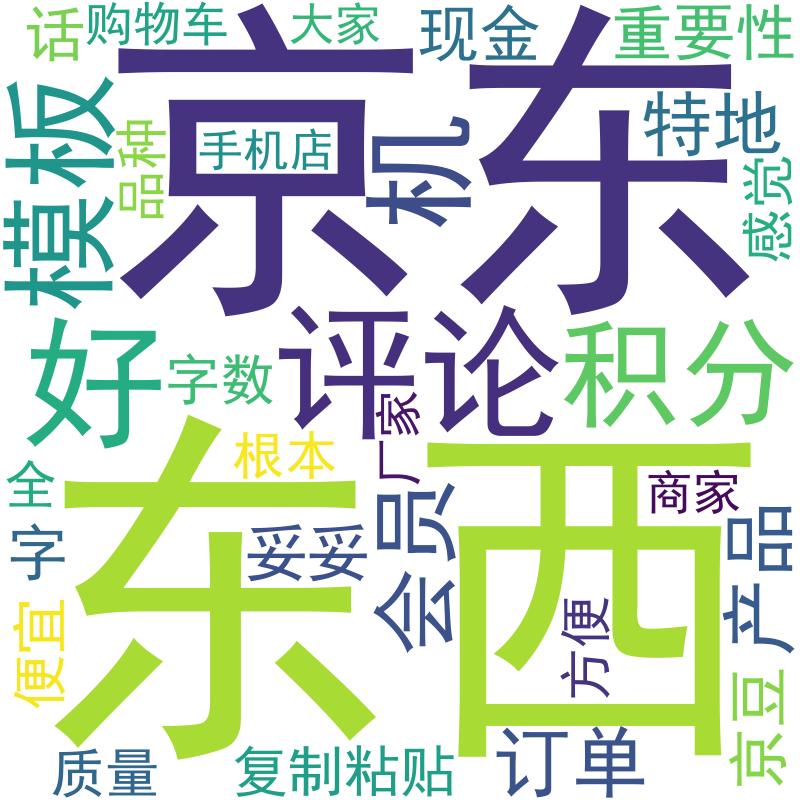 话
购物车
大家
现金
重要性
京东
模板
品种
手机店
机
特地
感觉
好
字数
评论
积分
厂家
根本
全
东西
商家
字
妥妥
会员
产品
便宜
方便
京豆
质量
复制粘贴
订单